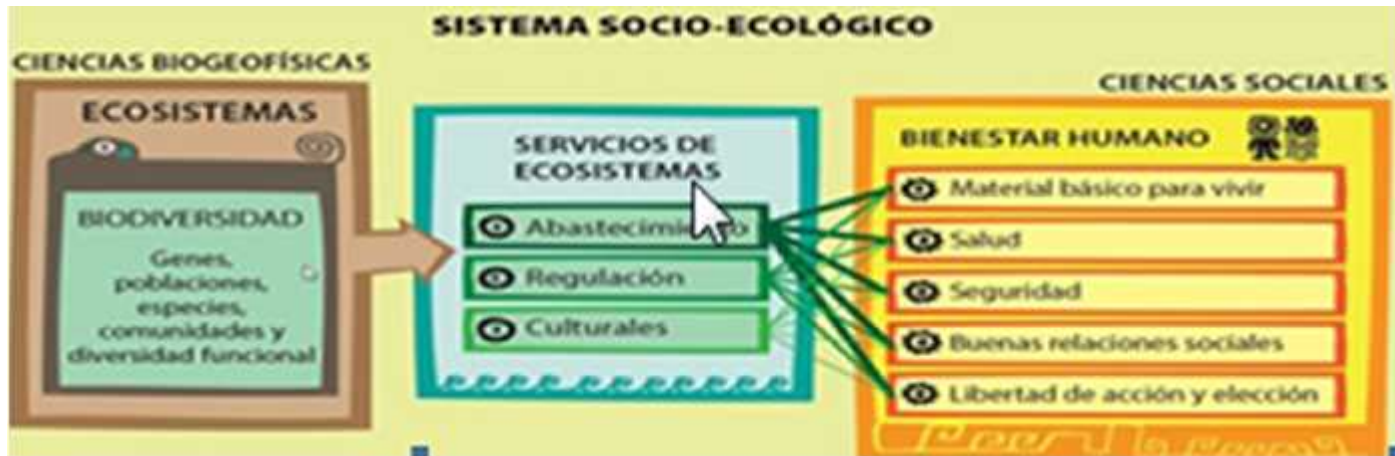 SISTEMA SOCIO-ECOLÓGICO
CIENCIAS BIOGEOFÍSICAS
ECOSISTEMAS
BIODIVERSIDAD
Genes,
poblaciones,
especies,
comunidades y
diversidad funcional
SERVICIOS DE
ECOSISTEMAS
Abastecimiento
Regulación
Culturales
CIENCIAS SOCIALES
BIENESTAR HUMANO
Material básico para vivir
Salud
Seguridad
Buenas relaciones sociales
Libertad de acción y elección